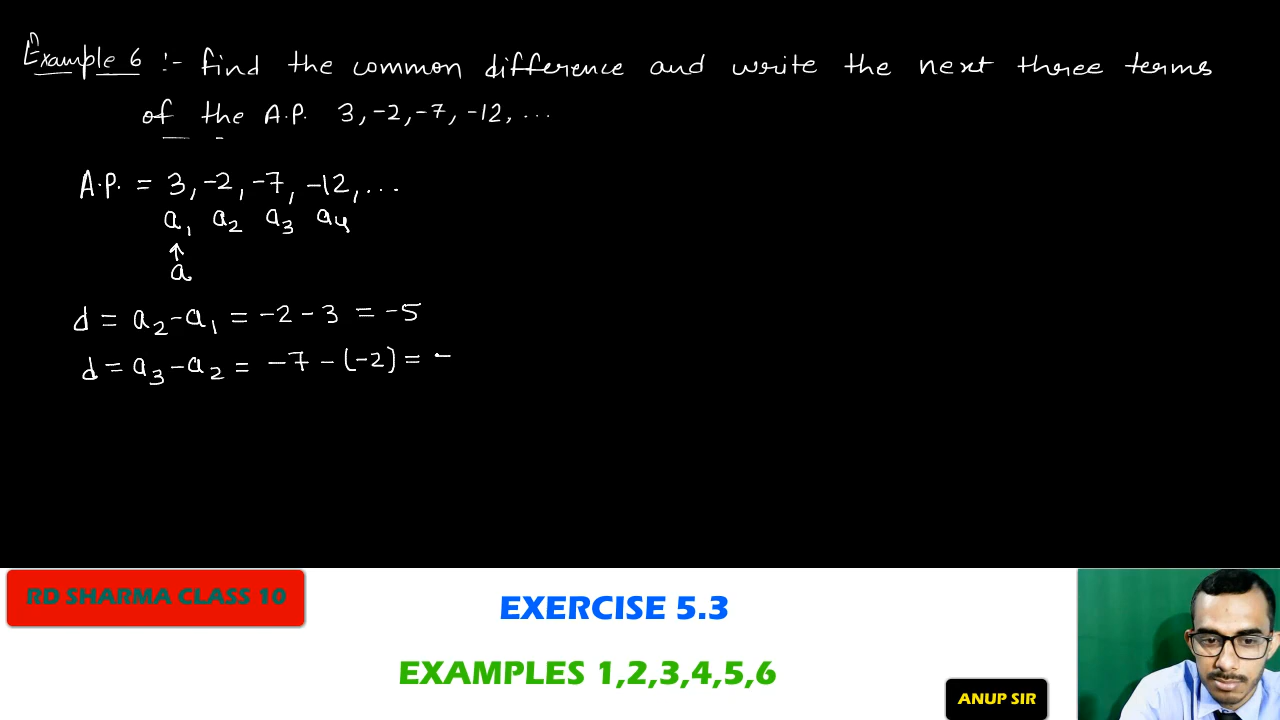 Example 6 :- find the common difference and write the next three terms
of the A.P. 3, -2, -7, -12, ...
A.P. = 3, -2, -7, -12, ...
a1 a2 a3 a4
↑
a
d = a2 - a1 = -2 - 3 = -5
d = a3 - a2 = -7 - (-2) = -
RD SHARMA CLASS 10
EXERCISE 5.3
EXAMPLES 1,2,3,4,5,6
ANUP SIR